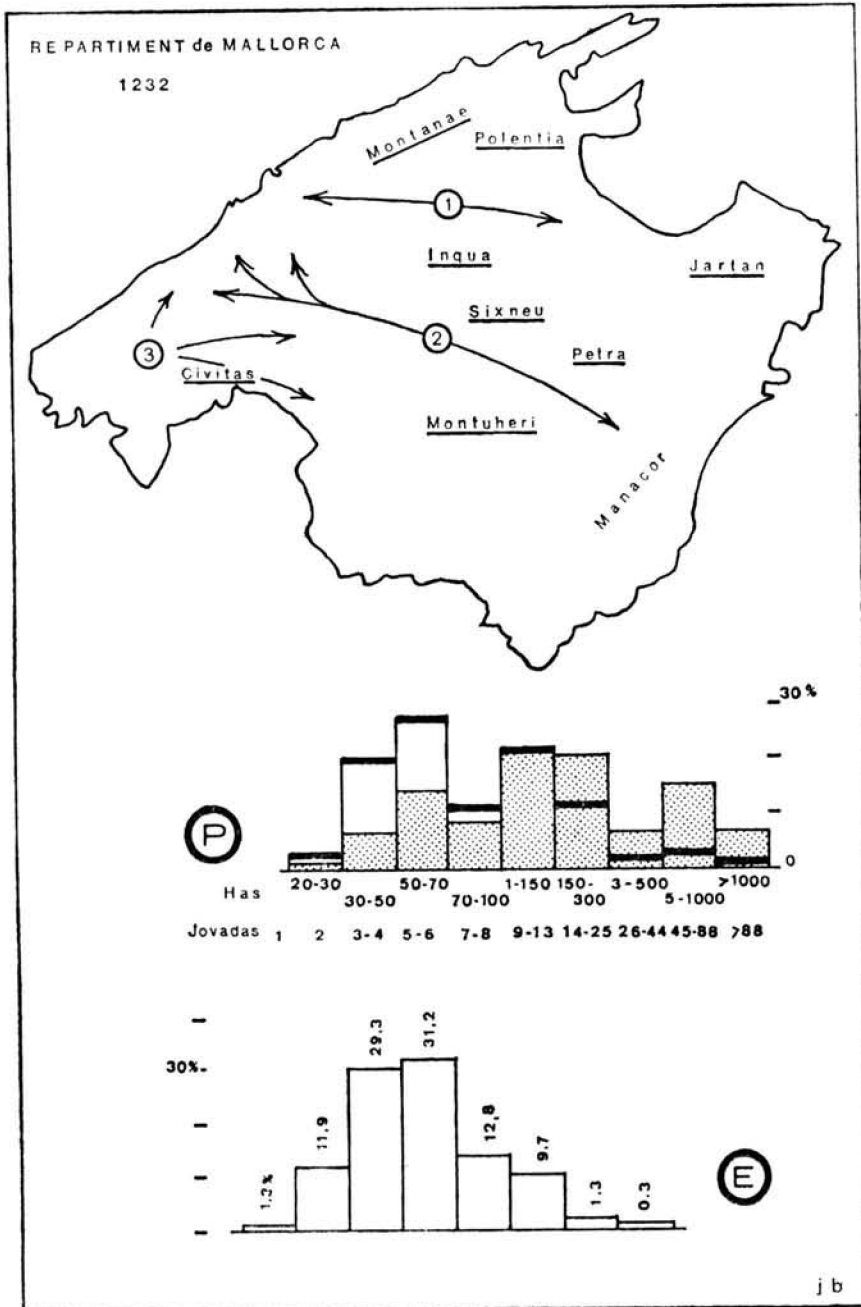 REPARTIMENT de MALLORCA
1232
Montanae
Polentia
1
Inqua
Jartan
Sixneu
2
3
Petra
Civitas
Montuheri
Manacor
30%
P
0
20-30 50-70 1-150 150-300 3-500 >1000
Has 30-50 70-100 5-1000
Jovadas 1 2 3-4 5-6 7-8 9-13 14-25 26-44 45-88 >88
30%
11,9 29.3 31,2 12,8 9.7 1.3 0.3
E
j b